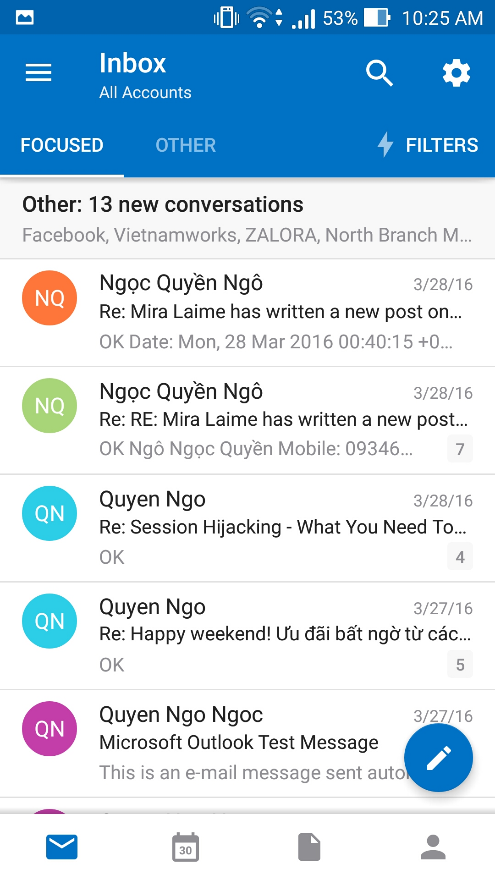 53% 10:25 AM
Inbox
All Accounts
FOCUSED OTHER FILTERS
Other: 13 new conversations
Facebook, Vietnamworks, ZALORA, North Branch M...
NQ Ngọc Quyền Ngô 3/28/16
Re: Mira Laime has written a new post on...
OK Date: Mon, 28 Mar 2016 00:40:15 +0...
NQ Ngọc Quyền Ngô 3/28/16
Re: RE: Mira Laime has written a new post...
OK Ngô Ngọc Quyền Mobile: 09346... 7
QN Quyen Ngo 3/28/16
Re: Session Hijacking - What You Need To...
OK 4
QN Quyen Ngo 3/27/16
Re: Happy weekend! Ưu đãi bất ngờ từ các...
OK 5
QN Quyen Ngo Ngoc 3/27/16
Microsoft Outlook Test Message
This is an e-mail message sent
30